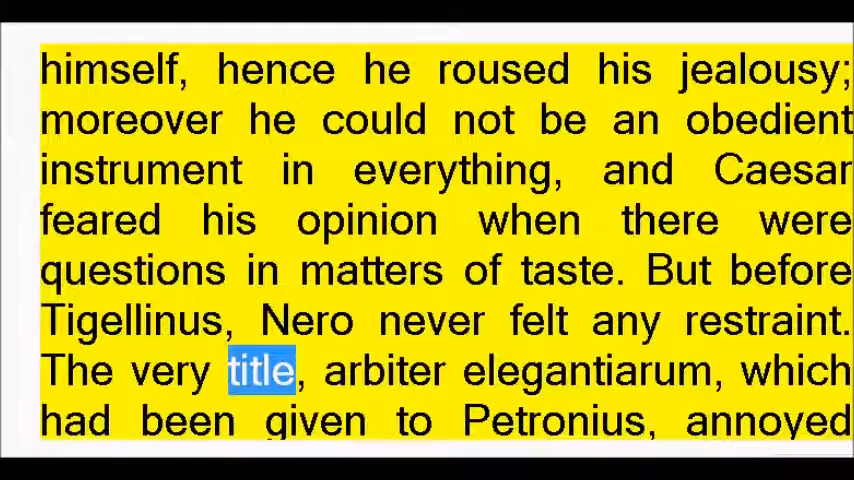 himself, hence he roused his jealousy;
moreover he could not be an obedient
instrument in everything, and Caesar
feared his opinion when there were
questions in matters of taste. But before
Tigellinus, Nero never felt any restraint.
The very title, arbiter elegantiarum, which
had been given to Petronius, annoyed